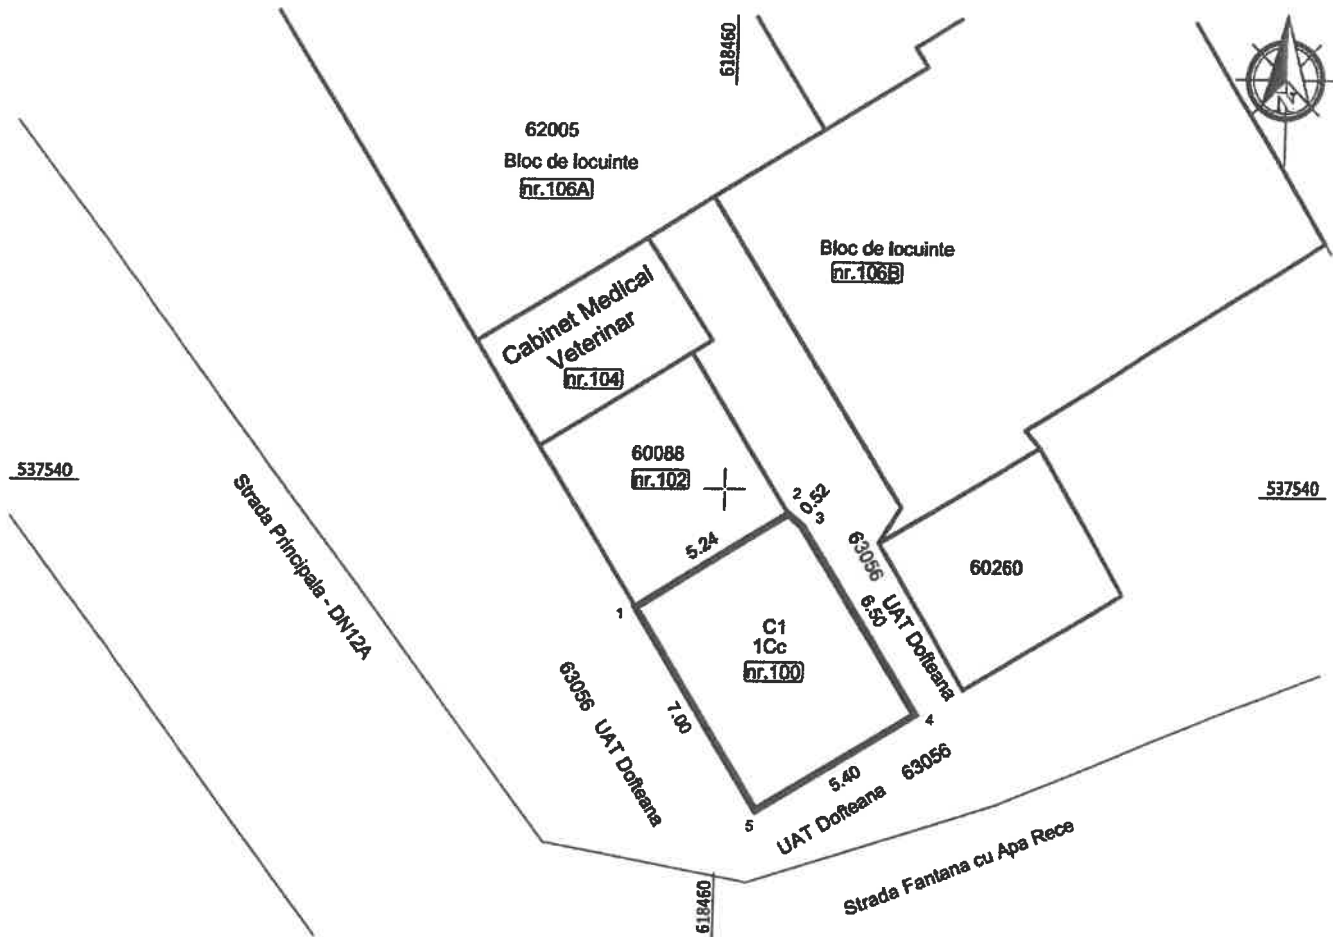 618460
N
62005
Bloc de locuinte
nr.106A
Bloc de locuinte
nr.106B
Cabinet Medical
Veterinar
nr.104
60088
nr.102
537540
537540
Strada Principala - DN12A
2
0.52
3
5.24
63056 UAT Dofteana
6.50
60260
1
C1
1Cc
nr.100
63056 UAT Dofteana
7.00
4
5.40
5
UAT Dofteana 63056
Strada Fantana cu Apa Rece
618460